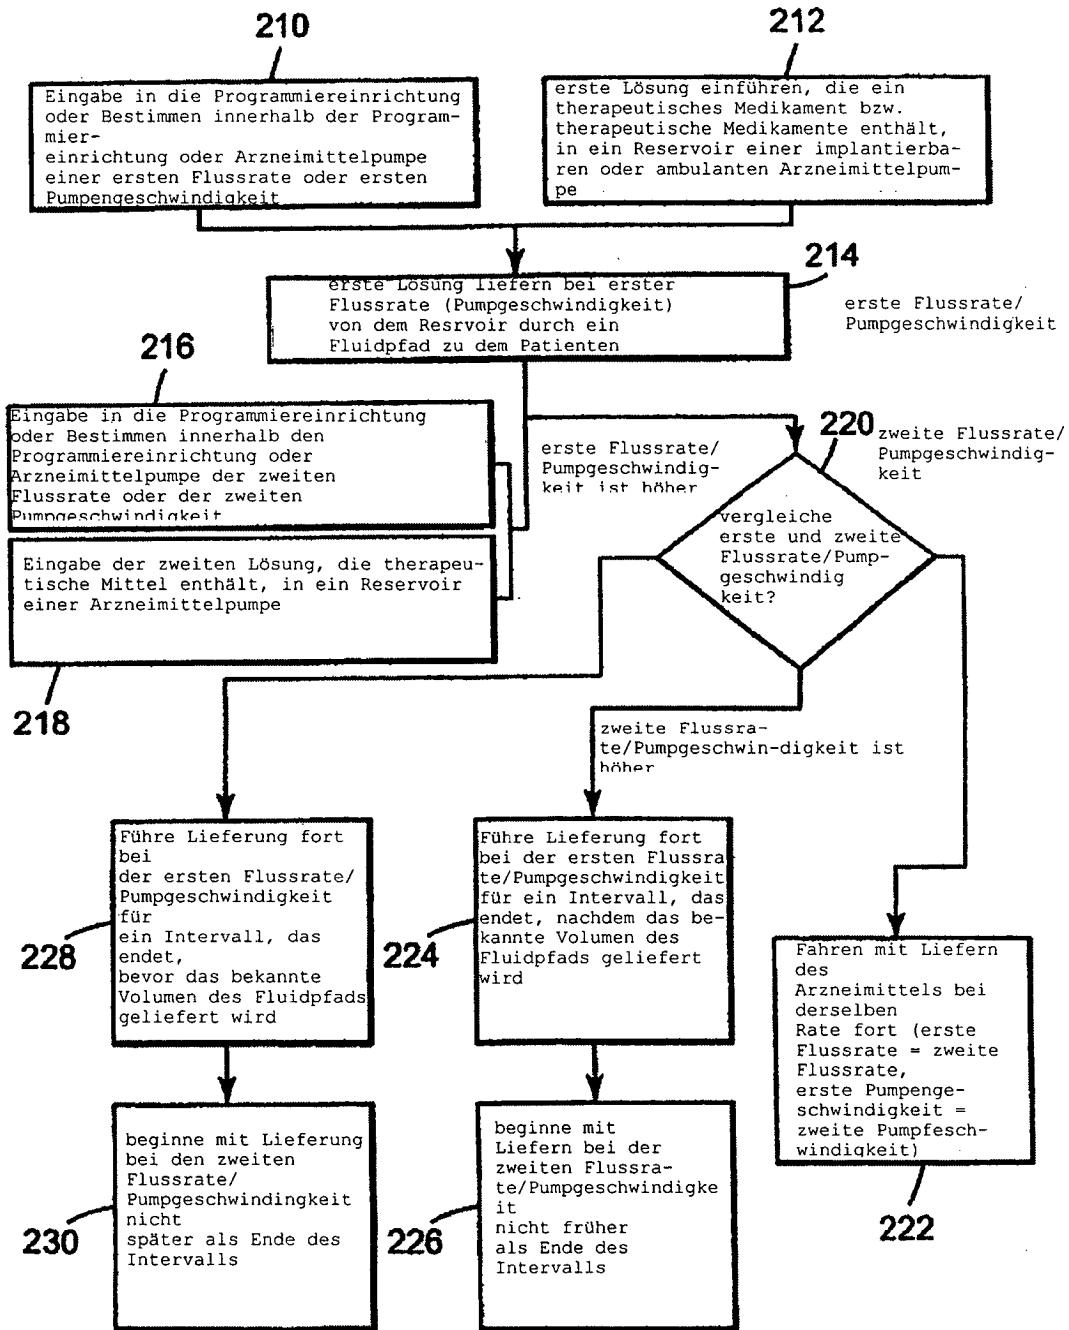 210
212
Eingabe in die Programmiereinrichtung
oder Bestimmen innerhalb der Program-
mier-
einrichtung oder Arzneimittelpumpe
einer ersten Flussrate oder ersten
Pumpengeschwindigkeit
erste Lösung einführen, die ein
therapeutisches Medikament bzw.
therapeutische Medikamente enthält,
in ein Reservoir einer implantierba-
ren oder ambulanten Arzneimittelpum-
pe
214
erste Lösung liefern bei erster
Flussrate (Pumpgeschwindigkeit)
von dem Resrvoir durch ein
Fluidpfad zu dem Patienten
erste Flussrate/
Pumpgeschwindigkeit
216
Eingabe in die Programmiereinrichtung
oder Bestimmen innerhalb den
Programmiereinrichtung oder
Arzneimittelpumpe der zweiten
Flussrate oder der zweiten
Pumpgeschwindigkeit
erste Flussrate/
Pumpgeschwindig-
keit ist höher
220
zweite Flussrate/
Pumpgeschwindig-
keit
vergleiche
erste und zweite
Flussrate/Pump-
geschwindig
keit?
Eingabe der zweiten Lösung, die therapeu-
tische Mittel enthält, in ein Reservoir
einer Arzneimittelpumpe
218
zweite Flussra-
te/Pumpgeschwin-digkeit ist
höher
Führe Lieferung fort
bei
der ersten Flussrate/
Pumpgeschwindigkeit
für
ein Intervall, das
endet,
bevor das bekannte
Volumen des Fluidpfads
geliefert wird
228
Führe Lieferung fort
bei der ersten Flussra-
te/Pumpgeschwindigkeit
für ein Intervall, das
endet, nachdem das be-
kannte Volumen des
Fluidpfads geliefert
wird
224
Fahren mit Liefern
des
Arzneimittels bei
derselben
Rate fort (erste
Flussrate = zweite
Flussrate,
erste Pumpenge-
schwindigkeit =
zweite Pumpfesch-
windigkeit)
222
beginne mit Lieferung
bei den zweiten
Flussrate/
Pumpgeschwindingkeit
nicht
später als Ende des
Intervalls
230
beginne mit
Liefern bei der
zweiten Flussra-
te/Pumpgeschwindigke
it
nicht früher
als Ende des
Intervalls
226